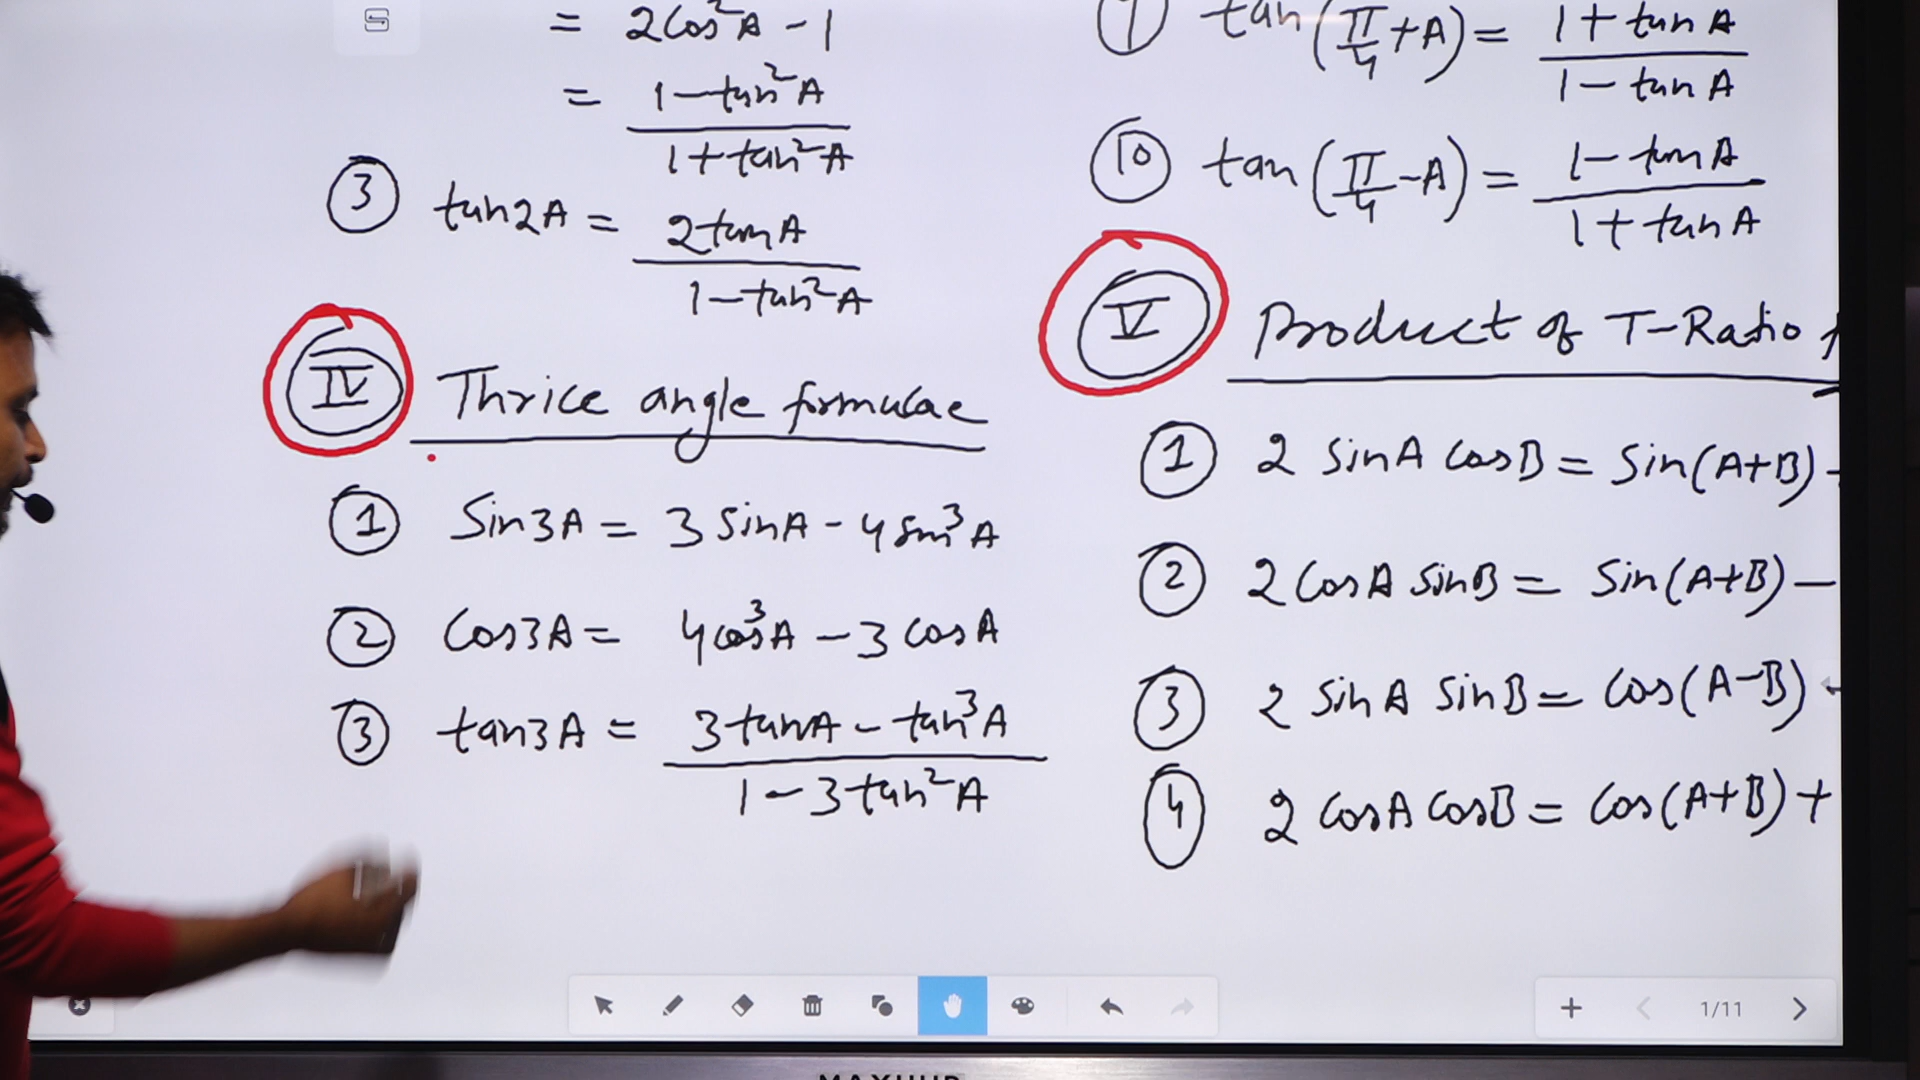 = 2cos²A - 1
= (1 - tan²A)/(1 + tan²A)
③ tan2A = (2tanA)/(1 - tan²A)
IV Thrice angle formulae
① Sin3A = 3 sinA - 4 sin³A
② Cos3A = 4cos³A - 3 cosA
③ tan3A = (3tanA - tan³A)/(1 - 3tan²A)
tan(π/4 + A) = (1 + tanA)/(1 - tanA)
⑩ tan(π/4 - A) = (1 - tanA)/(1 + tanA)
V Product of T-Ratio
① 2 sinA cosB = Sin(A+B)
② 2 CosA sinB = Sin(A+B) -
③ 2 sinA sinB = Cos(A-B)
④ 2 cosA cosB = Cos(A+B) +
1/11